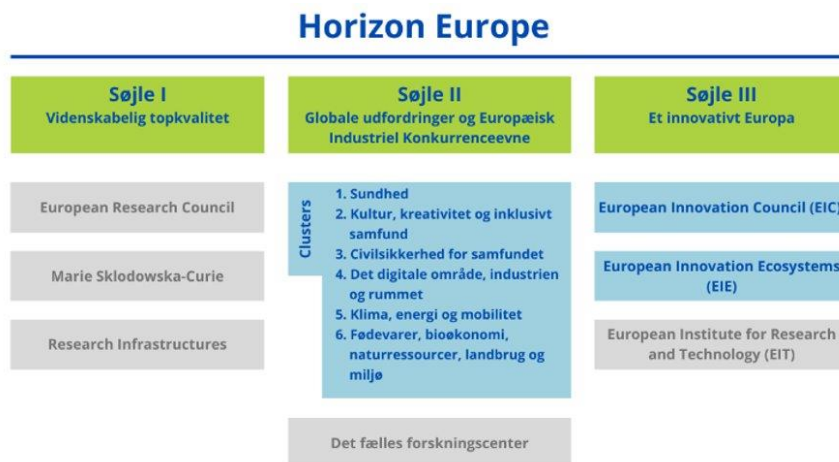 Horizon Europe
Søjle I
Videnskabelig topkvalitet
European Research Council
Marie Sklodowska-Curie
Research Infrastructures
Søjle II
Globale udfordringer og Europæisk
Industriel Konkurrenceevne
Clusters
1. Sundhed
2. Kultur, kreativitet og inklusivt
samfund
3. Civilsikkerhed for samfundet
4. Det digitale område, industrien
og rummet
5. Klima, energi og mobilitet
6. Fødevarer, bioøkonomi,
naturressourcer, landbrug og
miljø
Det fælles forskningscenter
Søjle III
Et innovativt Europa
European Innovation Council (EIC)
European Innovation Ecosystems
(EIE)
European Institute for Research
and Technology (EIT)